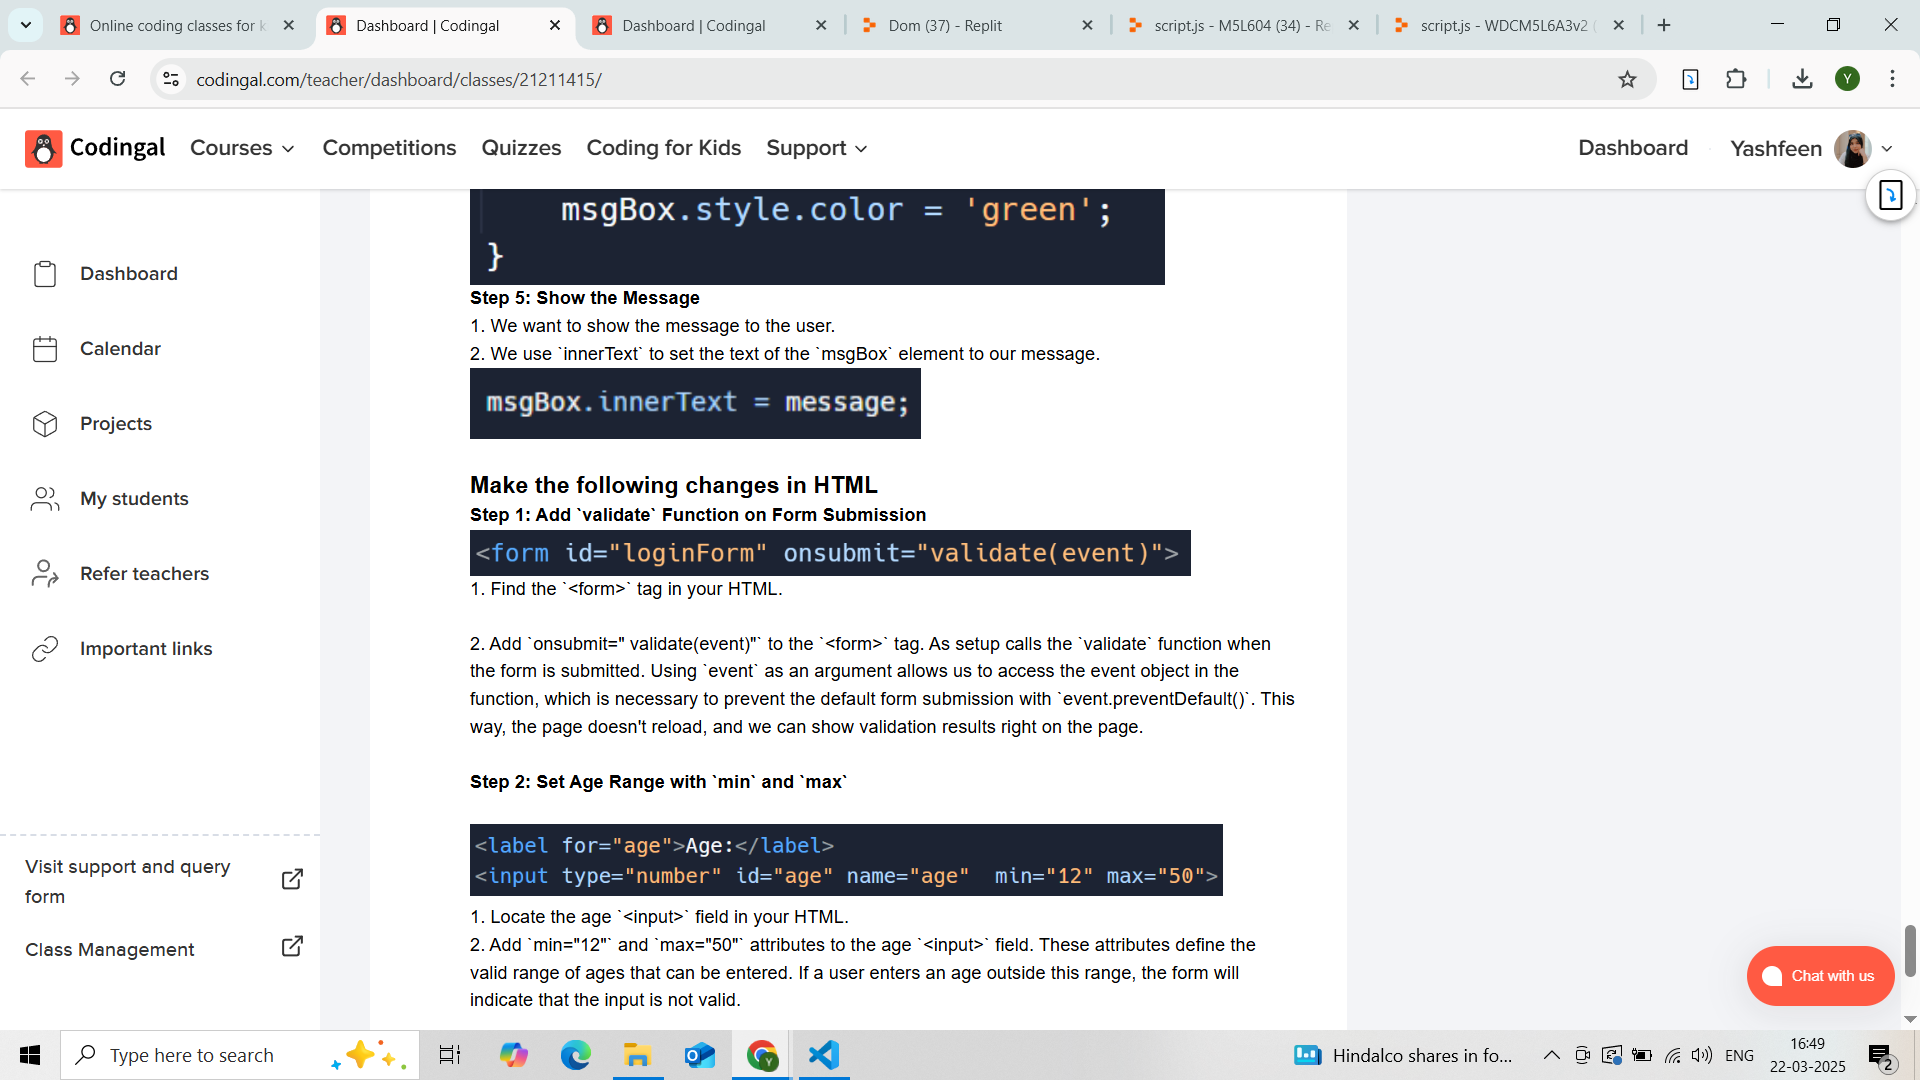 Online coding classes for k
Dashboard | Codingal
Dashboard | Codingal
Dom (37) - Replit
script.js - M5L604 (34) - Re
script.js - WDCM5L6A3v2 (
codingal.com/teacher/dashboard/classes/21211415/
Y
Codingal
Courses
Competitions
Quizzes
Coding for Kids
Support
Dashboard
Yashfeen
Dashboard
Calendar
Projects
My students
Refer teachers
Important links
Visit support and query
form
Class Management
msgBox.style.color = 'green';
}
Step 5: Show the Message
1. We want to show the message to the user.
2. We use `innerText` to set the text of the `msgBox` element to our message.
msgBox.innerText = message;
Make the following changes in HTML
Step 1: Add `validate` Function on Form Submission
<form id="loginForm" onsubmit="validate(event)">
1. Find the `<form>` tag in your HTML.
2. Add `onsubmit=" validate(event)"` to the `<form>` tag. As setup calls the `validate` function when
the form is submitted. Using `event` as an argument allows us to access the event object in the
function, which is necessary to prevent the default form submission with `event.preventDefault()`. This
way, the page doesn't reload, and we can show validation results right on the page.
Step 2: Set Age Range with `min` and `max`
<label for="age">Age:</label>
<input type="number" id="age" name="age"  min="12" max="50">
1. Locate the age `<input>` field in your HTML.
2. Add `min="12"` and `max="50"` attributes to the age `<input>` field. These attributes define the
valid range of ages that can be entered. If a user enters an age outside this range, the form will
indicate that the input is not valid.
Chat with us
Type here to search
Y
Hindalco shares in fo...
ENG
16:49
22-03-2025
2